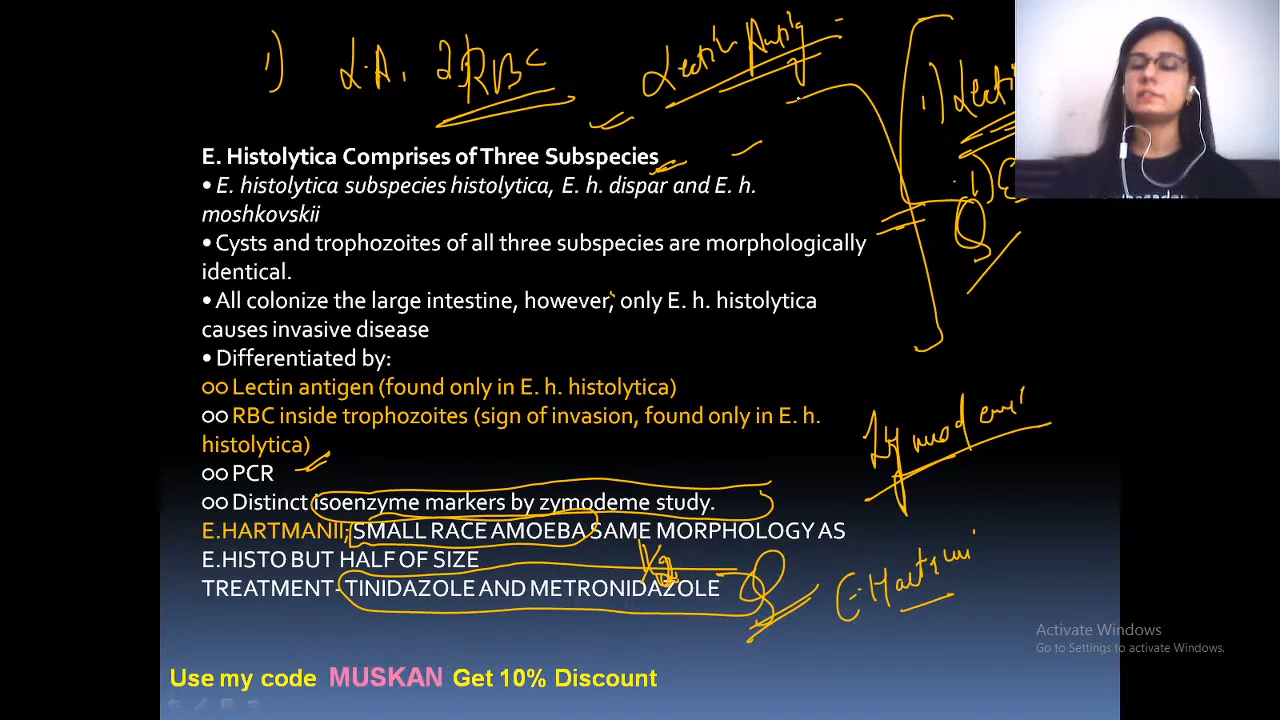 1) L.A. 2) RBC Lectin Antig
1) Lecti
E. Histolytica Comprises of Three Subspecies
• E. histolytica subspecies histolytica, E. h. dispar and E. h.
moshkovskii
• Cysts and trophozoites of all three subspecies are morphologically
identical.
• All colonize the large intestine, however, only E. h. histolytica
causes invasive disease
• Differentiated by:
oo Lectin antigen (found only in E. h. histolytica)
oo RBC inside trophozoites (sign of invasion, found only in E. h.
histolytica)
oo PCR
oo Distinct isoenzyme markers by zymodeme study.
Zymodeme
E.HARTMANII; SMALL RACE AMOEBA SAME MORPHOLOGY AS
E.HISTO BUT HALF OF SIZE
TREATMENT- TINIDAZOLE AND METRONIDAZOLE
Activate Windows
Go to Settings to activate Windows.
Use my code MUSKAN Get 10% Discount